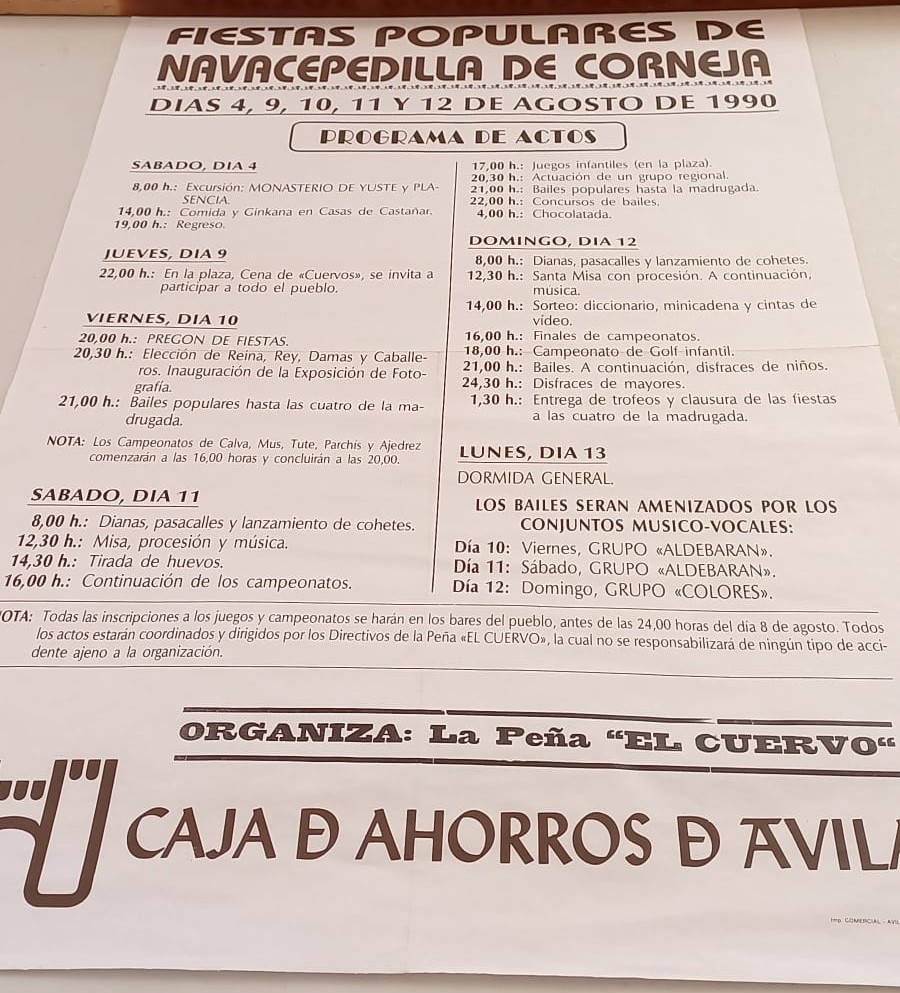 FIESTAS POPULARES DE
NAVACEPEDILLA DE CORNEJA
DIAS 4, 9, 10, 11 Y 12 DE AGOSTO DE 1990
PROGRAMA DE ACTOS
SABADO, DIA 4
8,00 h.: Excursión: MONASTERIO DE YUSTE y PLA-
SENCIA.
14,00 h.: Comida y Ginkana en Casas de Castañar.
19,00 h.: Regreso.
JUEVES, DIA 9
22,00 h.: En la plaza, Cena de «Cuervos», se invita a
participar a todo el pueblo.
VIERNES, DIA 10
20,00 h.: PREGON DE FIESTAS.
20,30 h.: Elección de Reina, Rey, Damas y Caballe-
ros. Inauguración de la Exposición de Foto-
grafía.
21,00 h.: Bailes populares hasta las cuatro de la ma-
drugada.
NOTA: Los Campeonatos de Calva, Mus, Tute, Parchís y Ajedrez
comenzarán a las 16,00 horas y concluirán a las 20,00.
SABADO, DIA 11
8,00 h.: Dianas, pasacalles y lanzamiento de cohetes.
12,30 h.: Misa, procesión y música.
14,30 h.: Tirada de huevos.
16,00 h.: Continuación de los campeonatos.
17,00 h.: Juegos infantiles (en la plaza).
20,30 h.: Actuación de un grupo regional.
21,00 h.: Bailes populares hasta la madrugada.
22,00 h.: Concursos de bailes.
4,00 h.: Chocolatada.
DOMINGO, DIA 12
8,00 h.: Dianas, pasacalles y lanzamiento de cohetes.
12,30 h.: Santa Misa con procesión. A continuación,
música.
14,00 h.: Sorteo: diccionario, minicadena y cintas de
vídeo.
16,00 h.: Finales de campeonatos.
18,00 h.: Campeonato de Golf infantil.
21,00 h.: Bailes. A continuación, disfraces de niños.
24,30 h.: Disfraces de mayores.
1,30 h.: Entrega de trofeos y clausura de las fiestas
a las cuatro de la madrugada.
LUNES, DIA 13
DORMIDA GENERAL.
LOS BAILES SERAN AMENIZADOS POR LOS
CONJUNTOS MUSICO-VOCALES:
Día 10: Viernes, GRUPO «ALDEBARAN».
Día 11: Sábado, GRUPO «ALDEBARAN».
Día 12: Domingo, GRUPO «COLORES».
OTA: Todas las inscripciones a los juegos y campeonatos se harán en los bares del pueblo, antes de las 24,00 horas del día 8 de agosto. Todos
los actos estarán coordinados y dirigidos por los Directivos de la Peña «EL CUERVO», la cual no se responsabilizará de ningún tipo de acci-
dente ajeno a la organización.
ORGANIZA: La Peña “EL CUERVO“
CAJA D AHORROS D AVILA
Imp. COMERCIAL - AVIL